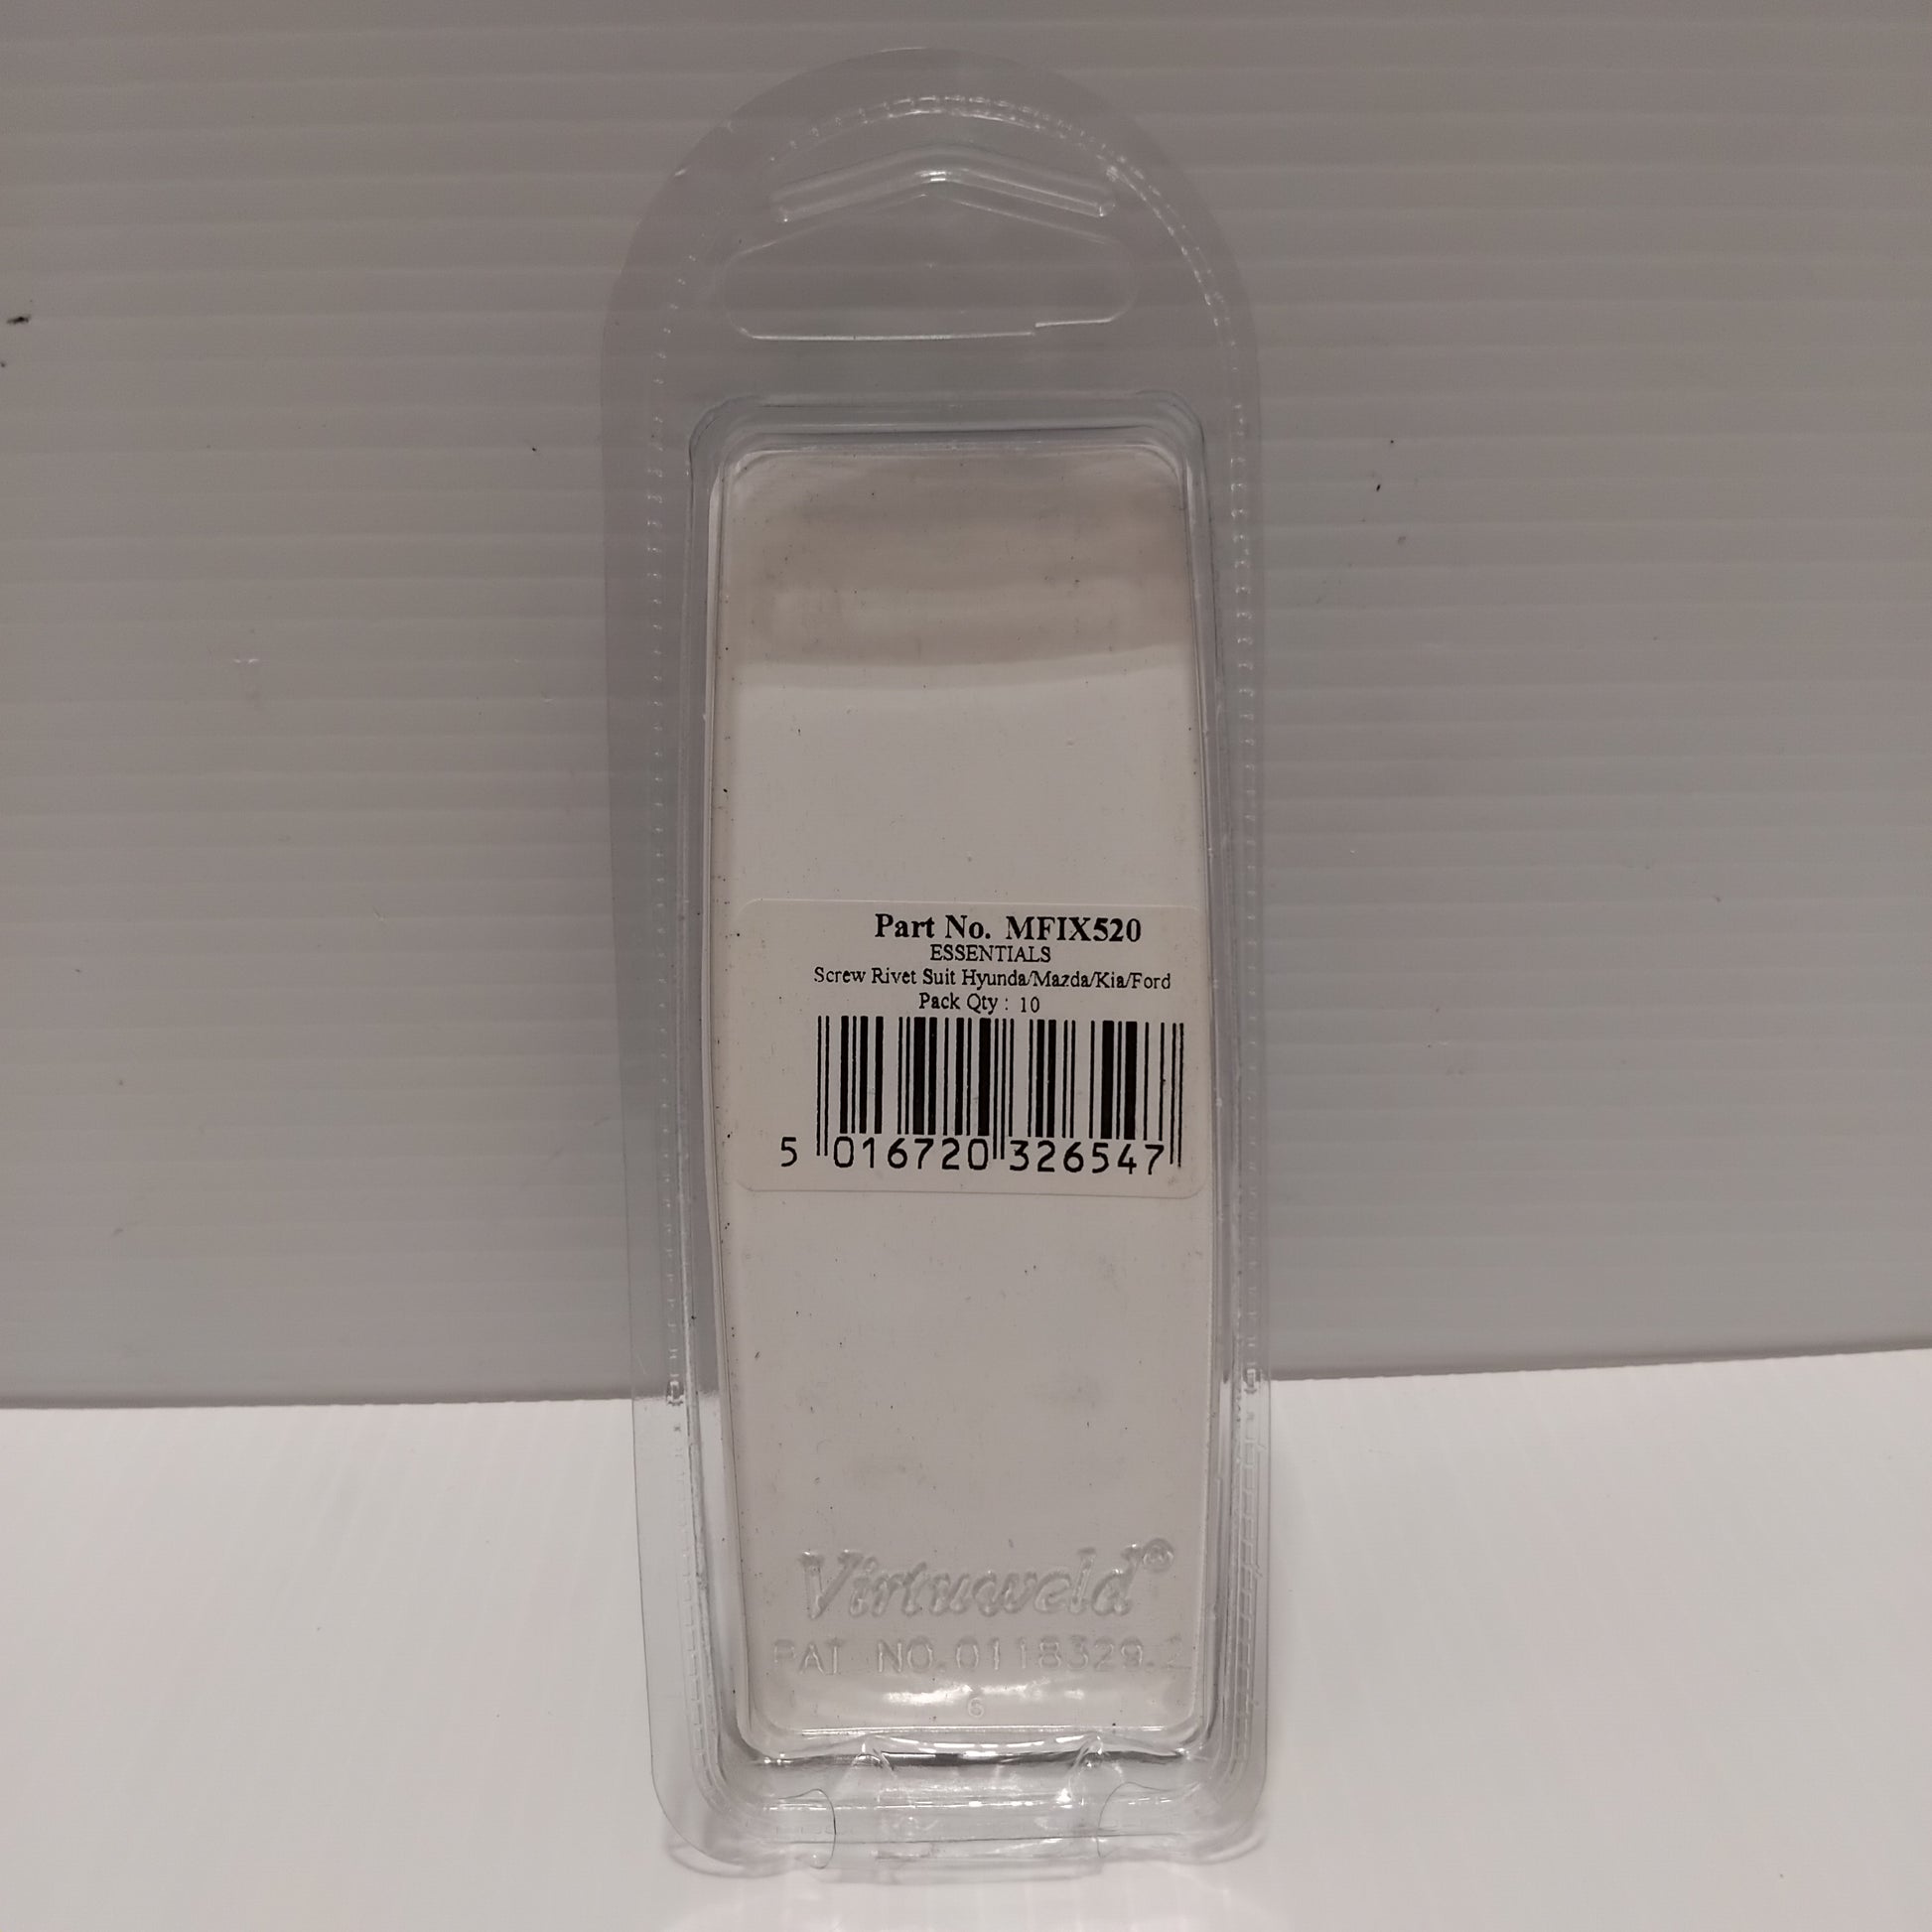 Part No. MFIX520
ESSENTIALS
Screw Rivet Suit Hyunda/Mazda/Kia/Ford
Pack Qty : 10
5 016720 326547
Virtuweld®
PAT NO.0118329.2
6